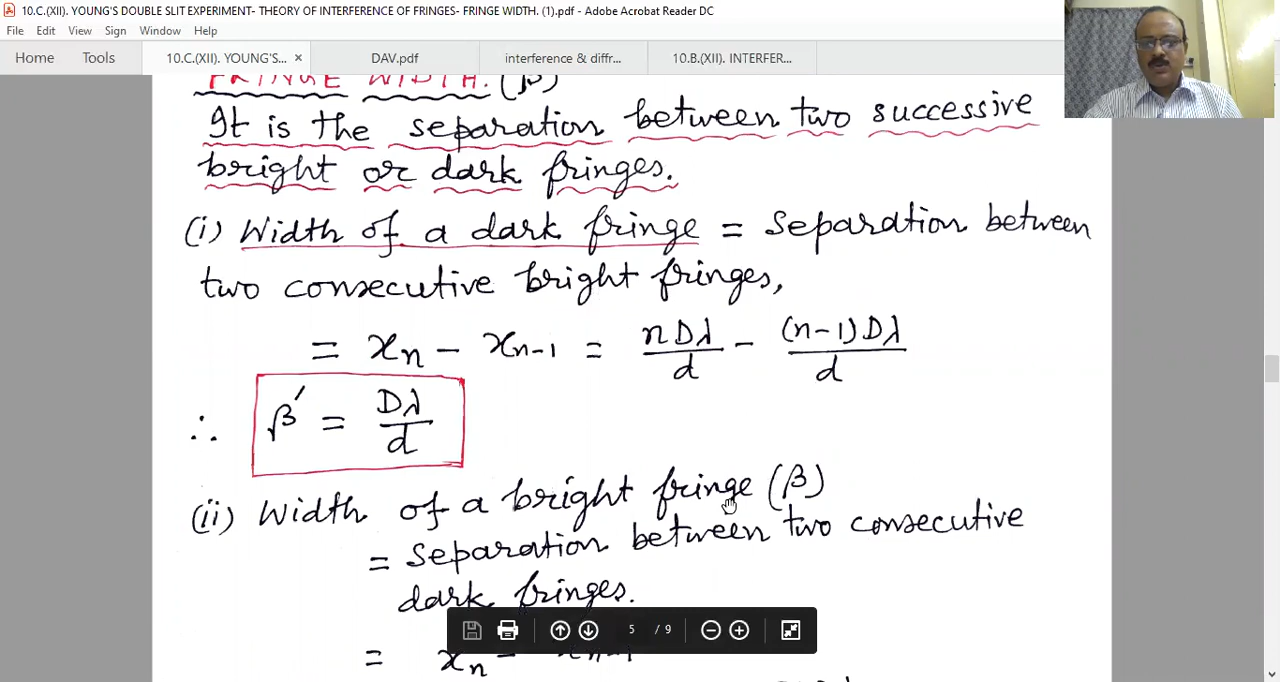 10.C.(XII). YOUNG'S DOUBLE SLIT EXPERIMENT- THEORY OF INTERFERENCE OF FRINGES- FRINGE WIDTH. (1).pdf - Adobe Acrobat Reader DC
File Edit View Sign Window Help
Home Tools 10.C.(XII). YOUNG'S... × DAV.pdf interference & diffr... 10.B.(XII). INTERFER...
FRINGE WIDTH. (β)
It is the separation between two successive
bright or dark fringes.
(i) Width of a dark fringe = Separation between
two consecutive bright fringes,
= xn - xn-1 = nDλ/d - (n-1)Dλ/d
∴ β' = Dλ/d
(ii) Width of a bright fringe (β)
= Separation between two consecutive
dark fringes.
5 / 9
= xn - xn-1